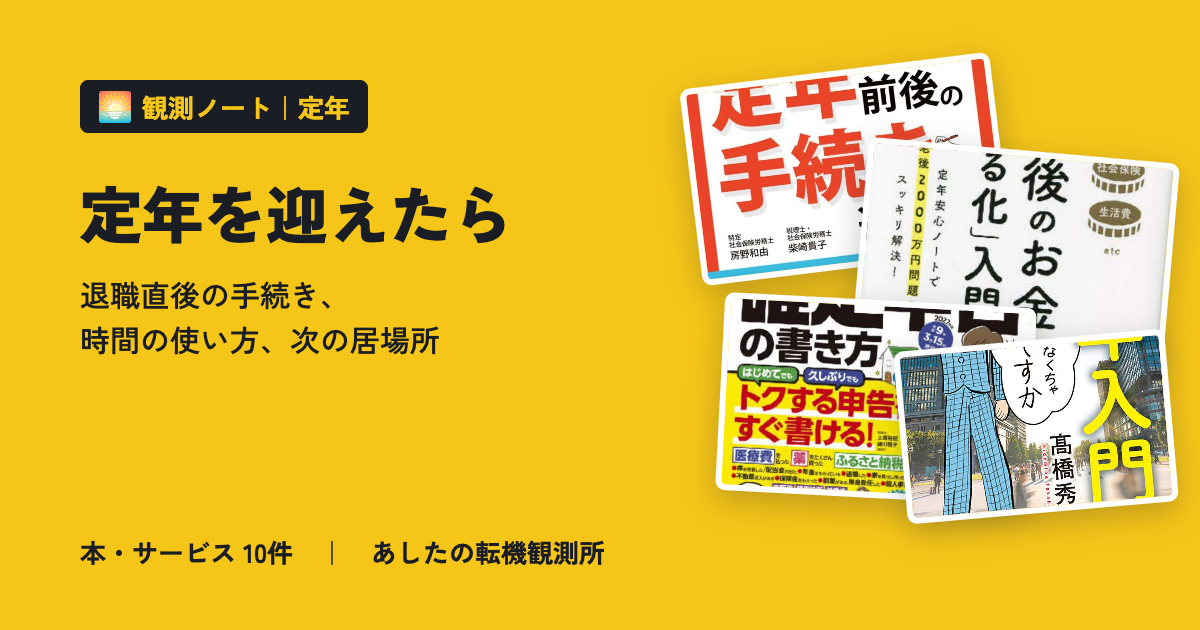 観測ノート｜定年
定年を迎えたら
退職直後の手続き、
時間の使い方、次の居場所
本・サービス 10件 ｜ あしたの転機観測所
定年前後の
手続き
特定
社会保険労務士
房野和由
税理士・
社会保険労務士
柴崎貴子
後のお金
る化」入門
定年安心ノートで
老後2000万円問題
スッキリ解決！
社会保険
生活費
etc
の書き方
はじめてでも
久しぶりでも
トクする申告
すぐ書ける!
医療費
薬
ふるさと納税
なくちゃ
ですか
入門
髙橋秀